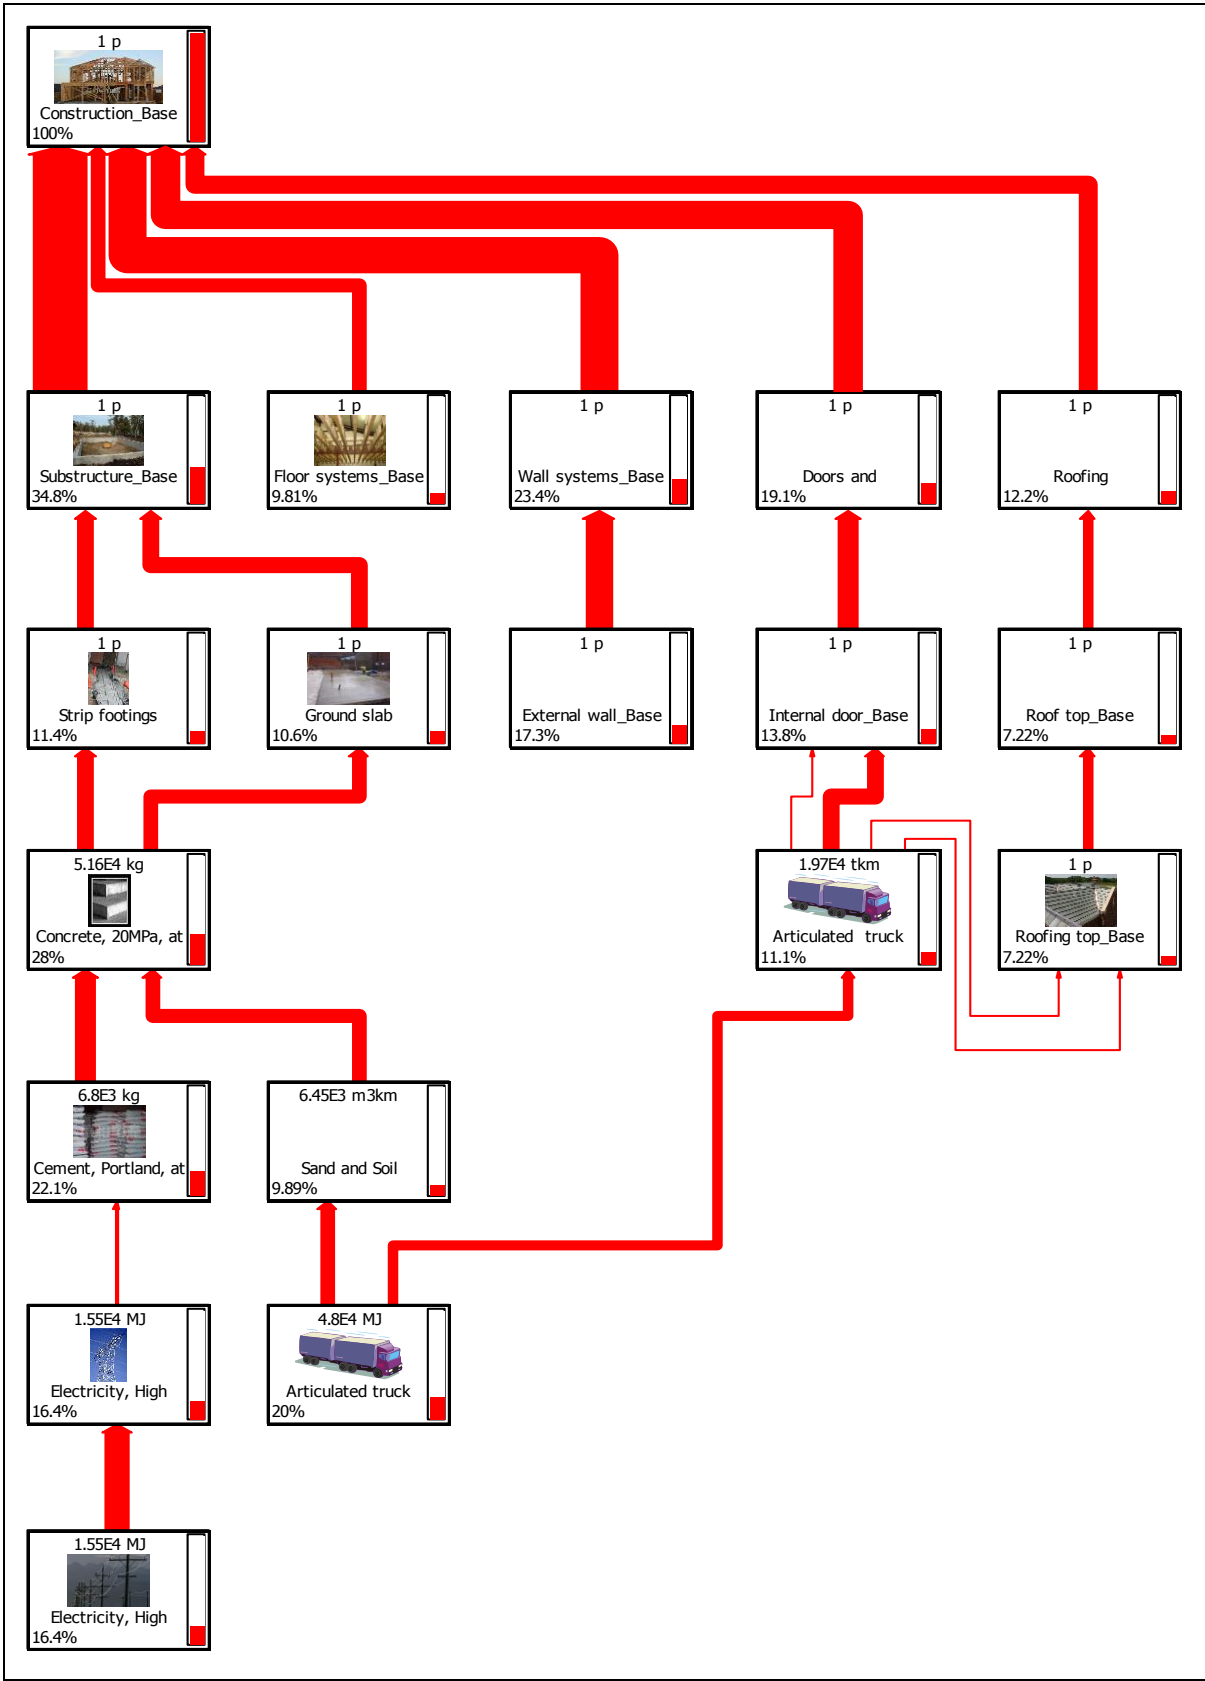 1 p
Construction_Base
100%
1 p
Substructure_Base
34.8%
1 p
Floor systems_Base
9.81%
1 p
Wall systems_Base
23.4%
1 p
Doors and
19.1%
1 p
Roofing
12.2%
1 p
Strip footings
11.4%
1 p
Ground slab
10.6%
1 p
External wall_Base
17.3%
1 p
Internal door_Base
13.8%
1 p
Roof top_Base
7.22%
5.16E4 kg
Concrete, 20MPa, at
28%
1.97E4 tkm
Articulated truck
11.1%
1 p
Roofing top_Base
7.22%
6.8E3 kg
Cement, Portland, at
22.1%
6.45E3 m3km
Sand and Soil
9.89%
1.55E4 MJ
Electricity, High
16.4%
4.8E4 MJ
Articulated truck
20%
1.55E4 MJ
Electricity, High
16.4%